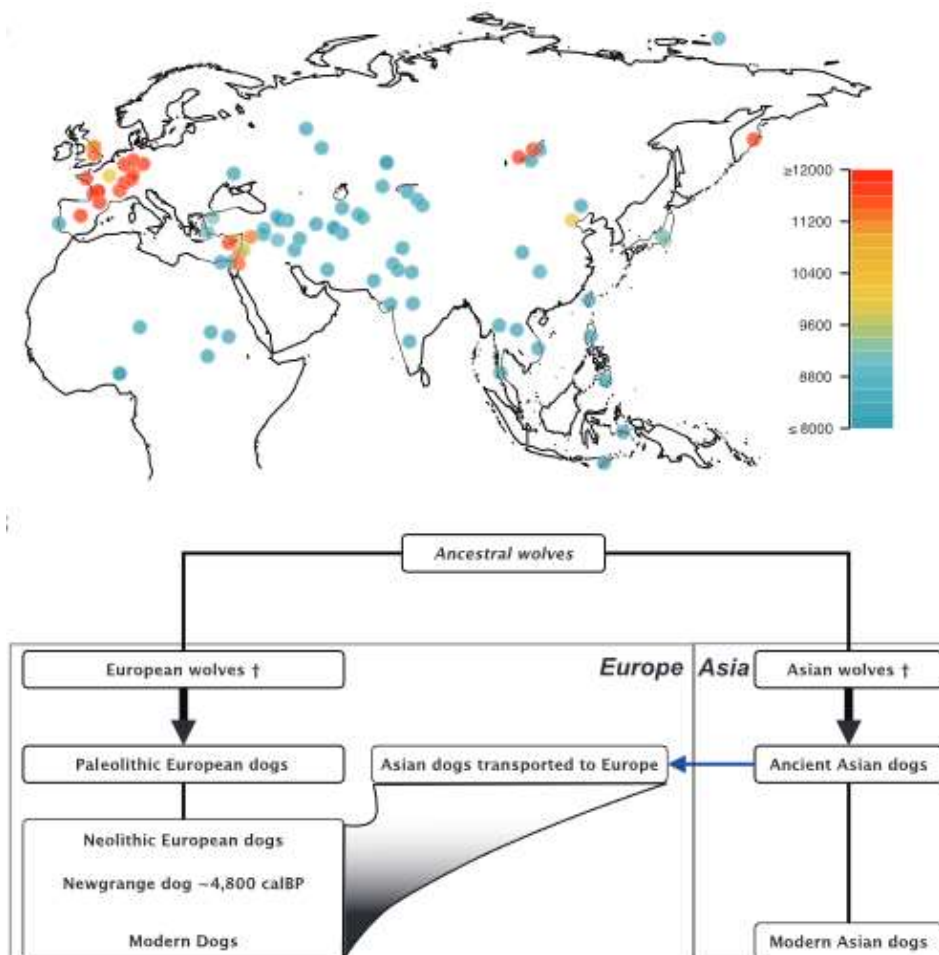 ≥12000
11200
10400
9600
8800
≤8000
Ancestral wolves
European wolves †
Europe
Asia
Asian wolves †
Paleolithic European dogs
Asian dogs transported to Europe
Ancient Asian dogs
Neolithic European dogs
Newgrange dog ~4,800 calBP
Modern Dogs
Modern Asian dogs